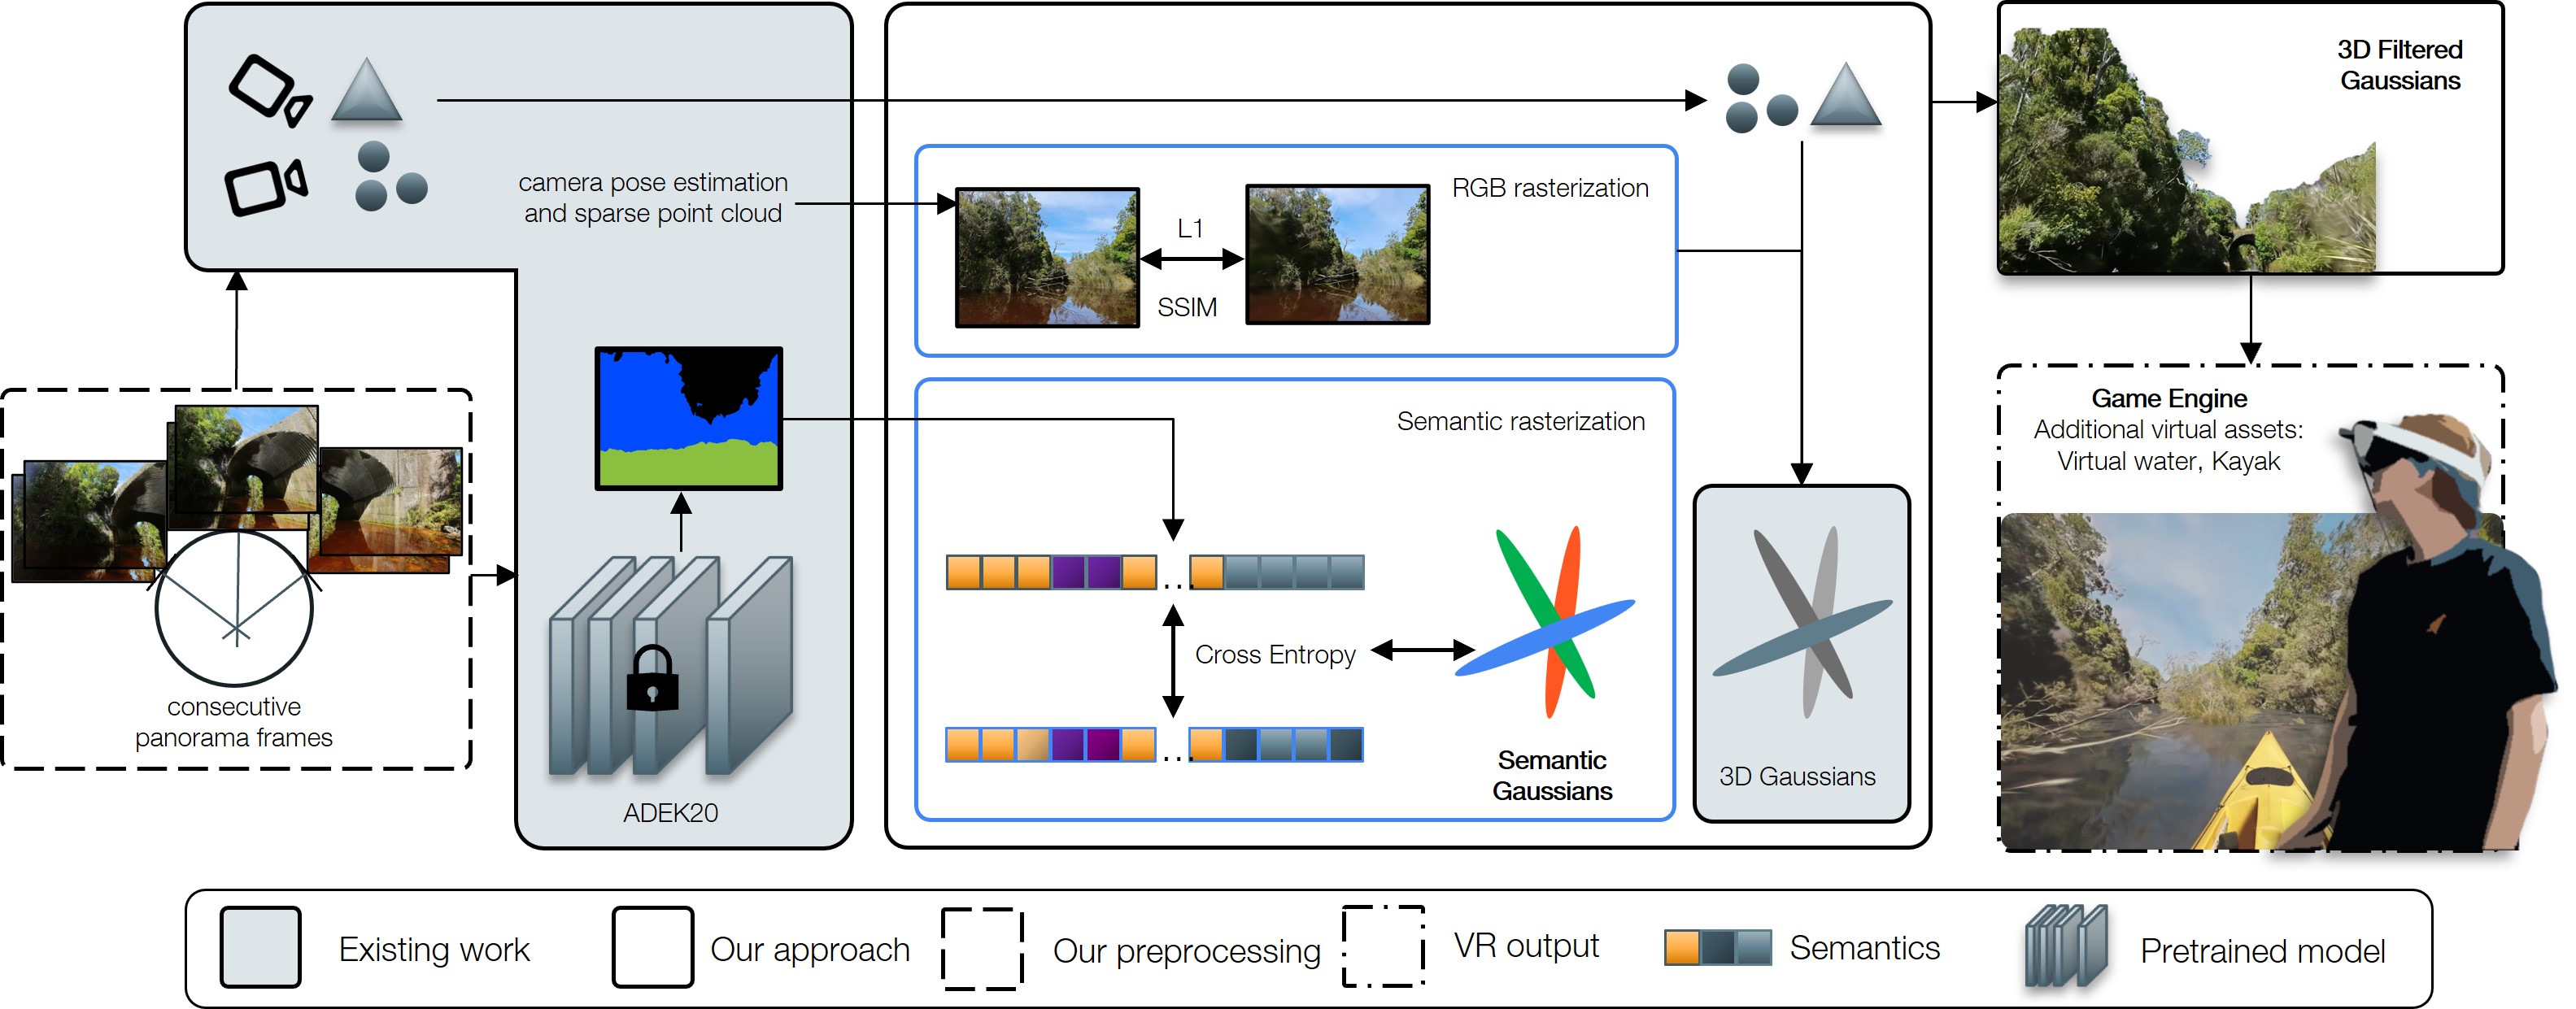 camera pose estimation
and sparse point cloud
consecutive
panorama frames
ADEK20
RGB rasterization
L1
SSIM
Semantic rasterization
...
Cross Entropy
...
Semantic
Gaussians
3D Gaussians
3D Filtered
Gaussians
Game Engine
Additional virtual assets:
Virtual water, Kayak
Existing work
Our approach
Our preprocessing
VR output
Semantics
Pretrained model